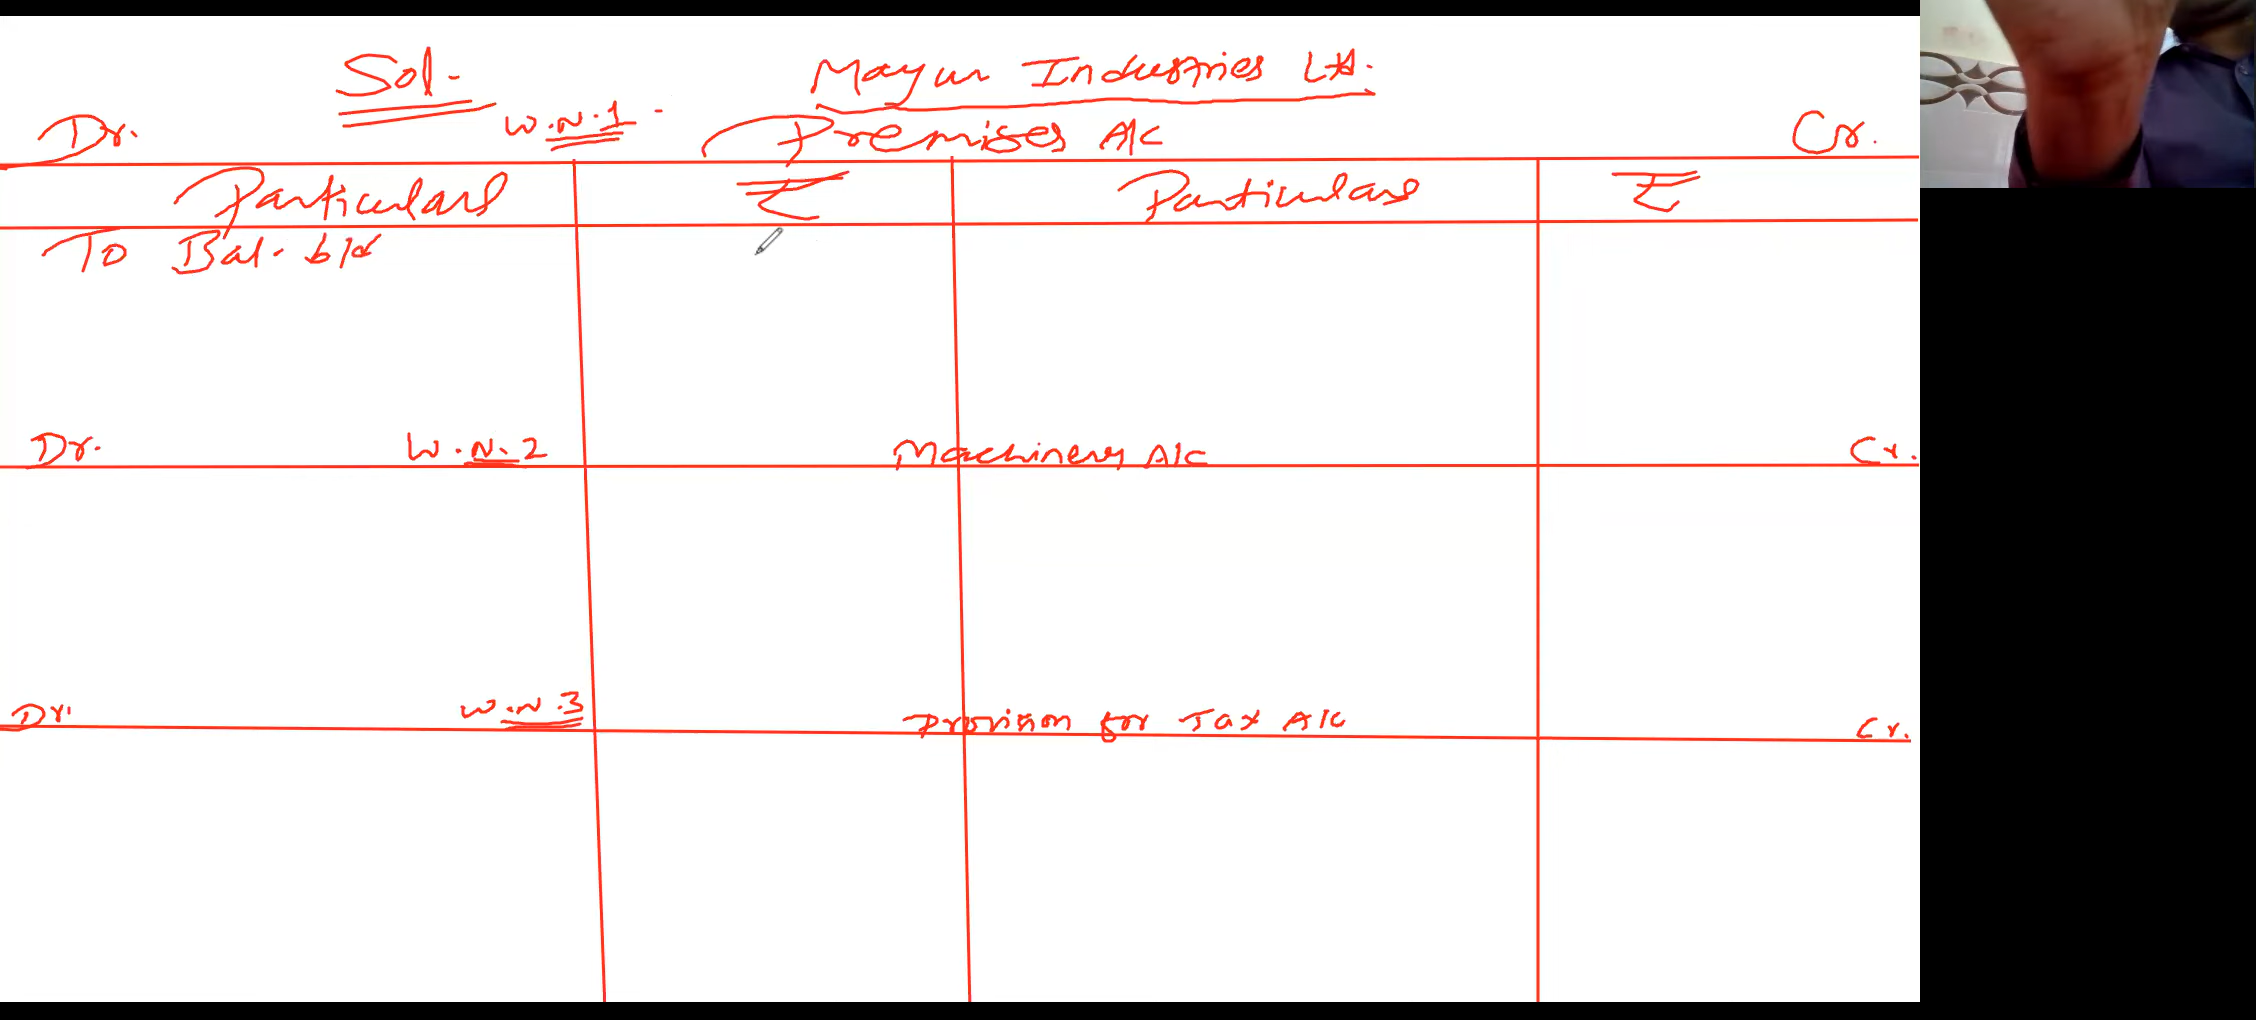 Sol. Mayur Industries Ltd.
Dr. W.N.1 - Premises A/c Cr.
Particulars ₹ Particulars ₹
To Bal. b/d
Dr. W.N.2 Machinery A/c Cr.
Dr. W.N.3 Provision for Tax A/c Cr.